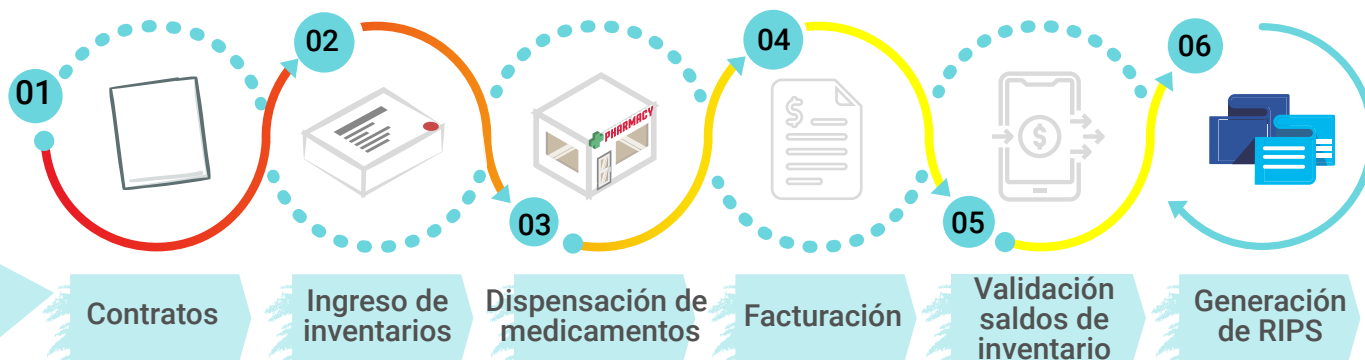 01
02
03
04
05
06
PHARMACY
$
$
Contratos
Ingreso de
inventarios
Dispensación de
medicamentos
Facturación
Validación
saldos de
inventario
Generación
de RIPS